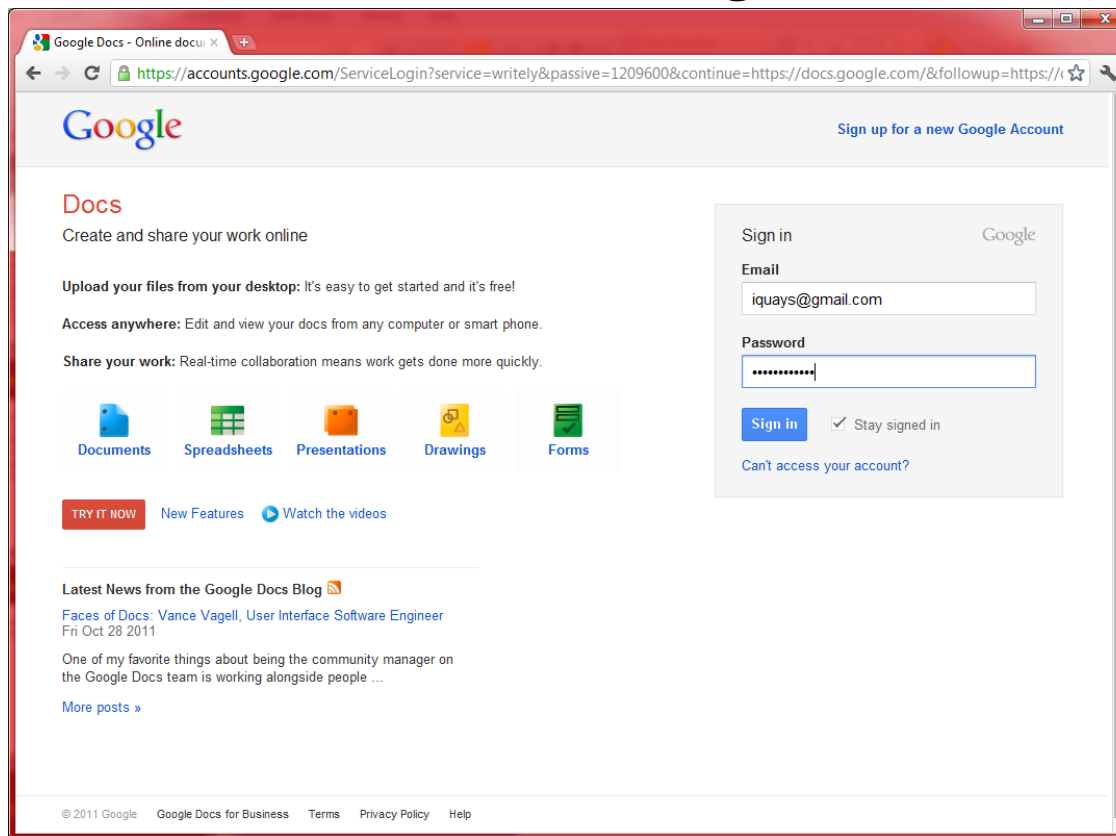 Google Docs - Online docu
https://accounts.google.com/ServiceLogin?service=writely&passive=1209600&continue=https://docs.google.com/&followup=https://
Google
Sign up for a new Google Account
Docs
Create and share your work online
Upload your files from your desktop: It's easy to get started and it's free!
Access anywhere: Edit and view your docs from any computer or smart phone.
Share your work: Real-time collaboration means work gets done more quickly.
Documents Spreadsheets Presentations Drawings Forms
TRY IT NOW New Features Watch the videos
Latest News from the Google Docs Blog
Faces of Docs: Vance Vagell, User Interface Software Engineer
Fri Oct 28 2011
One of my favorite things about being the community manager on
the Google Docs team is working alongside people ...
More posts »
Sign in Google
Email
iquays@gmail.com
Password
••••••••••••
Sign in Stay signed in
Can't access your account?
© 2011 Google Google Docs for Business Terms Privacy Policy Help